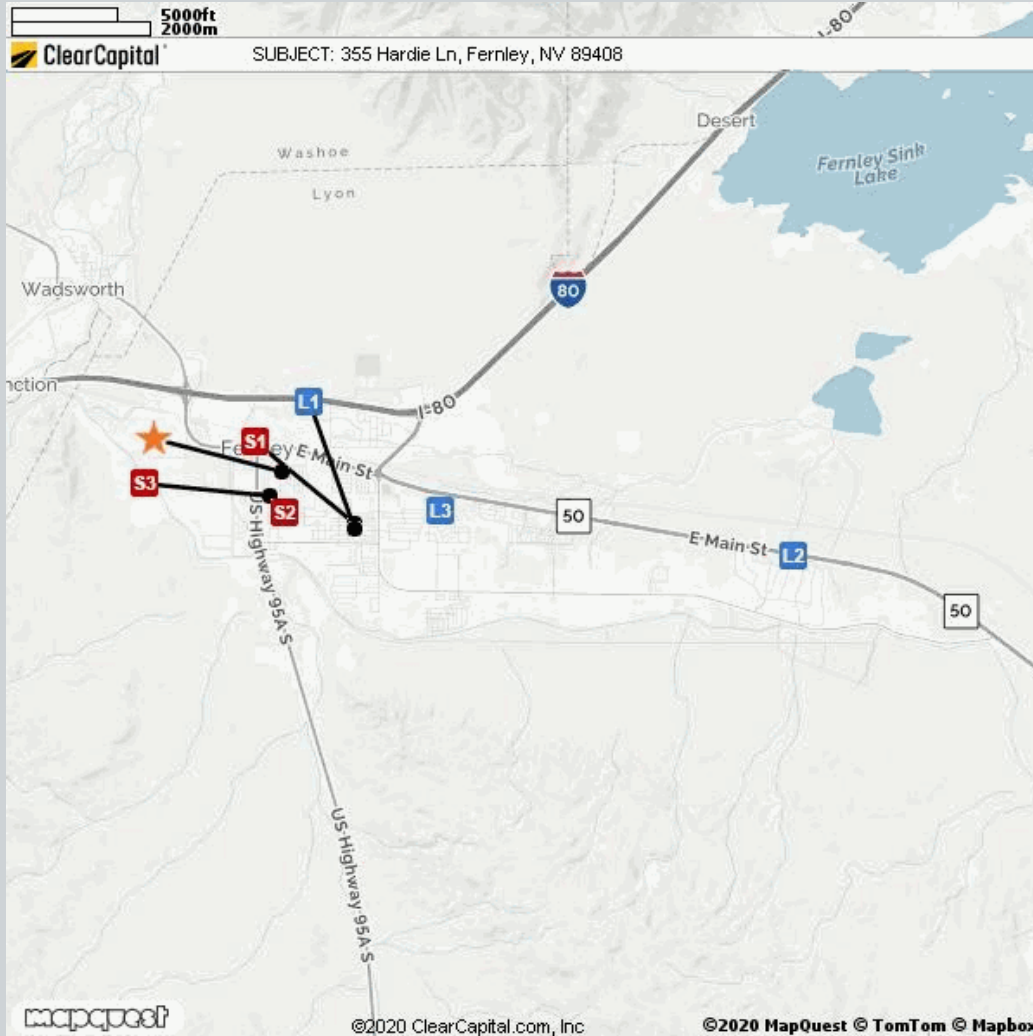 5000ft
2000m
I-80
ClearCapital
SUBJECT: 355 Hardie Ln, Fernley, NV 89408
Desert
Washoe
Fernley Sink
Lake
Lyon
80
Wadsworth
nction
L1
I-80
S1
E Main St
S3
S2
L3
50
E Main St
L2
US Highway 95A S
50
US Highway 95A S
mapquest
©2020 ClearCapital.com, Inc
©2020 MapQuest © TomTom © Mapbo